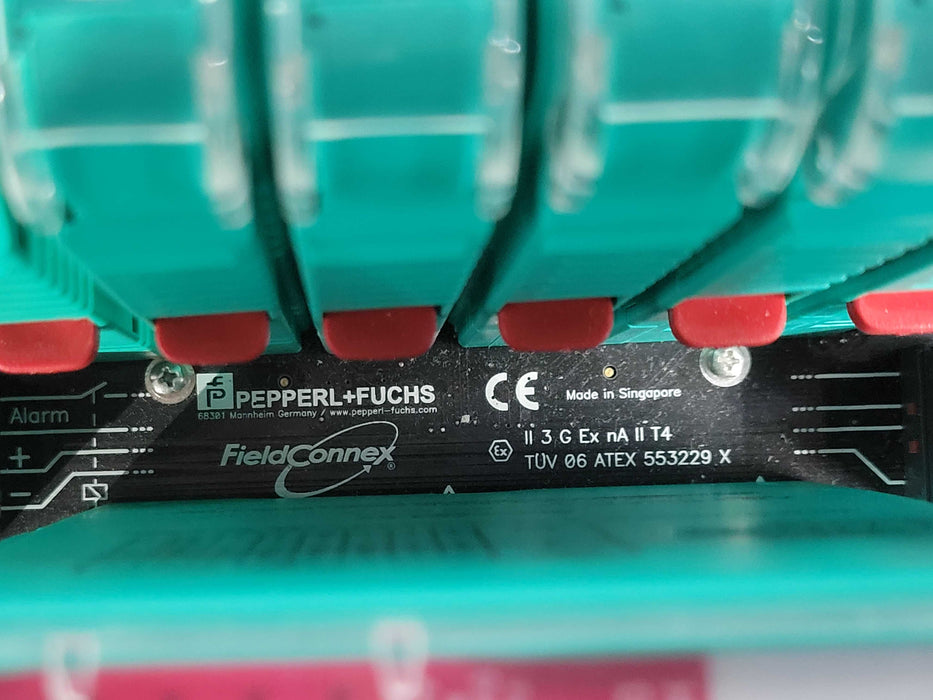 Alarm
+
−
PEPPERL+FUCHS
68301 Mannheim Germany / www.pepperl-fuchs.com
FieldConnex®
CE
Made in Singapore
Ex
II 3 G Ex nA II T4
TÜV 06 ATEX 553229 X